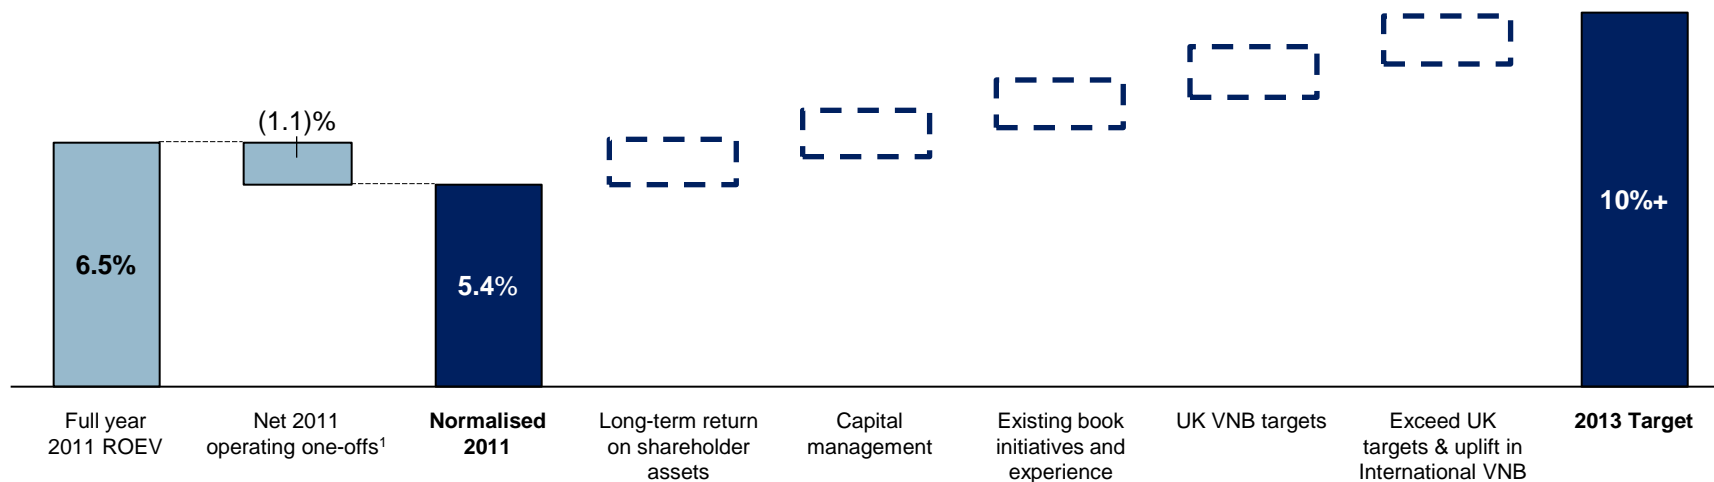 (1.1)%
6.5%
5.4%
10%+
Full year
2011 ROEV
Net 2011
operating one-offs¹
Normalised
2011
Long-term return
on shareholder
assets
Capital
management
Existing book
initiatives and
experience
UK VNB targets
Exceed UK
targets & uplift in
International VNB
2013 Target